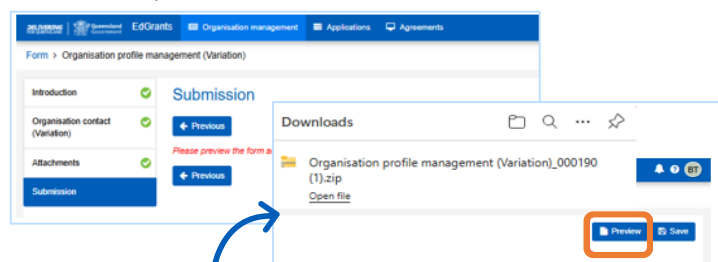 DELIVERING FOR QUEENSLAND Queensland Government EdGrants Organisation management Applications Agreements
Form > Organisation profile management (Variation)
Introduction
Organisation contact
(Variation)
Attachments
Submission
Submission
Previous
Please preview the form a
Previous
Downloads
Organisation profile management (Variation)_000190
(1).zip
Open file
BT
Preview Save